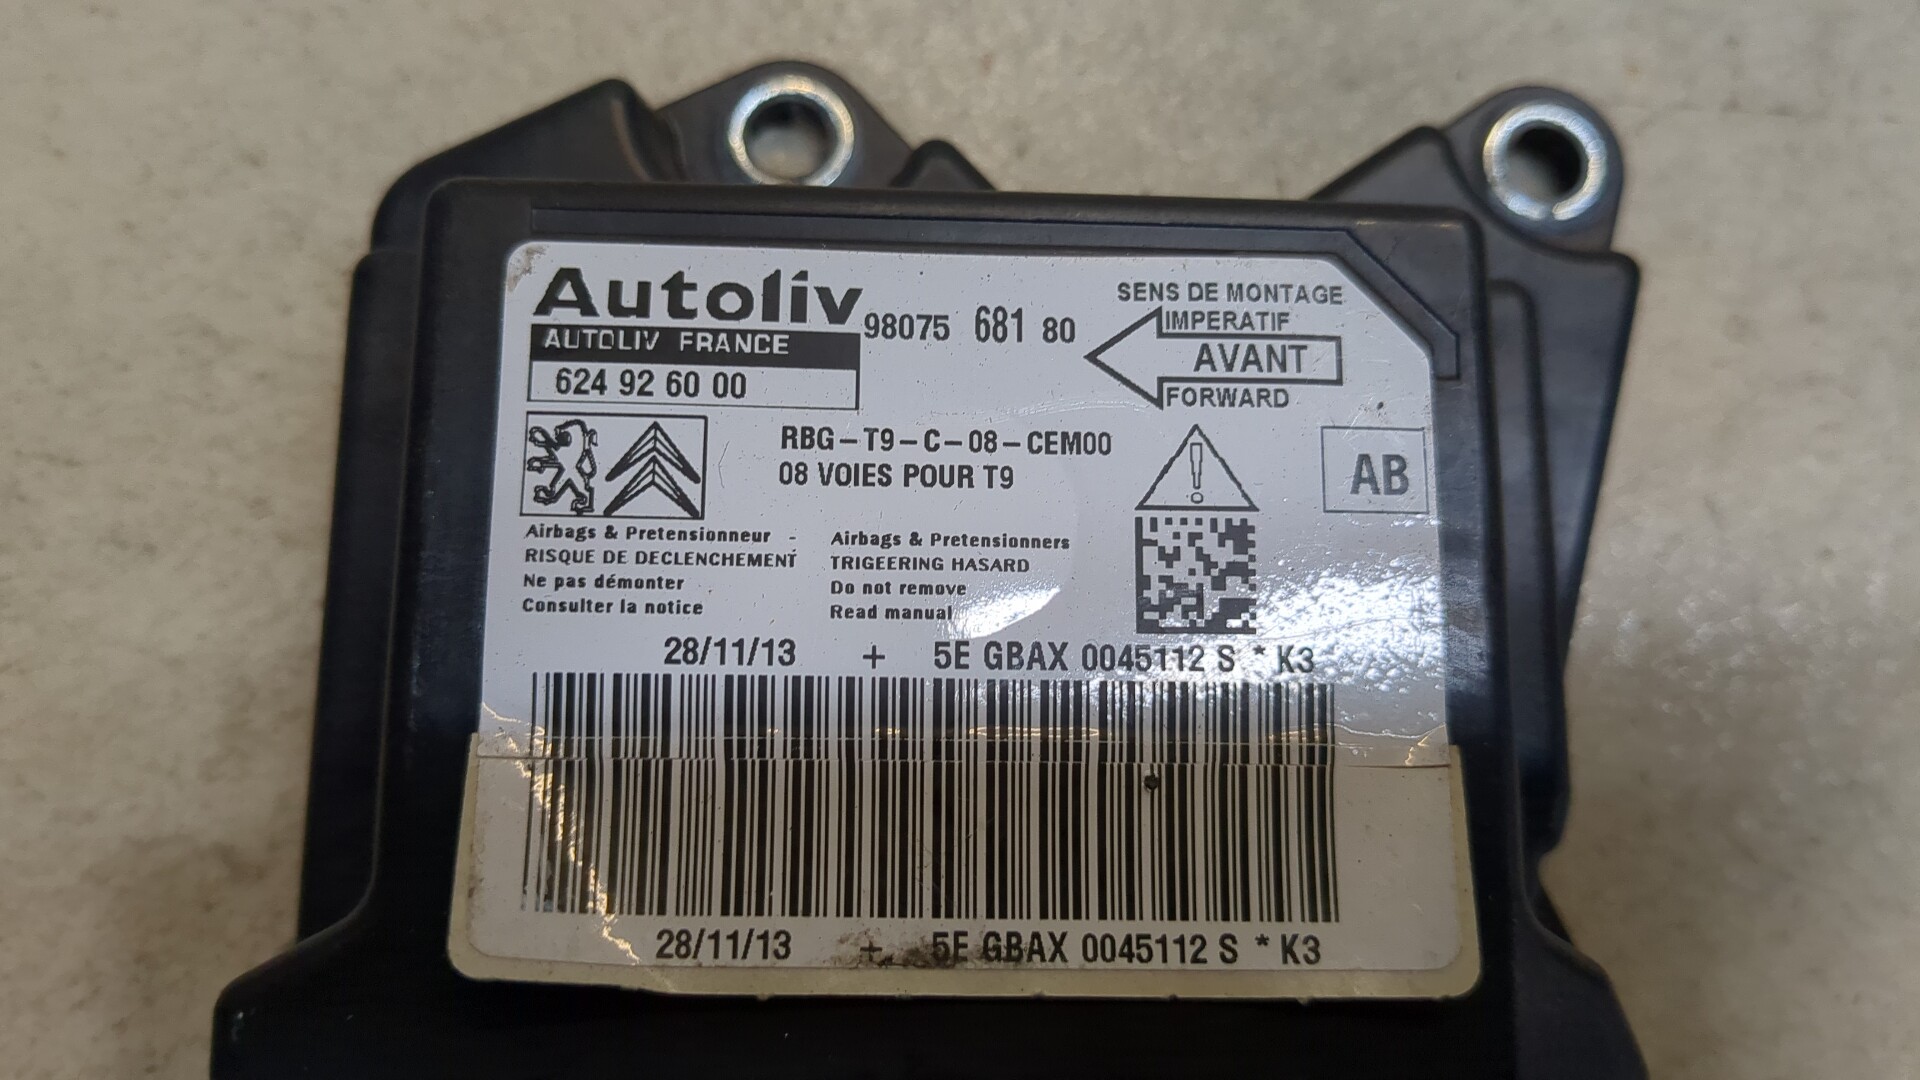 Autoliv
98075 681 80
AUTOLIV FRANCE
624 92 60 00
SENS DE MONTAGE
IMPERATIF
AVANT
FORWARD
RBG-T9-C-08-CEM00
08 VOIES POUR T9
AB
Airbags & Pretensionneur -
RISQUE DE DECLENCHEMENT
Ne pas démonter
Consulter la notice
Airbags & Pretensionners
TRIGEERING HASARD
Do not remove
Read manual
28/11/13 + 5E GBAX 0045112 S * K3
28/11/13 + 5E GBAX 0045112 S * K3